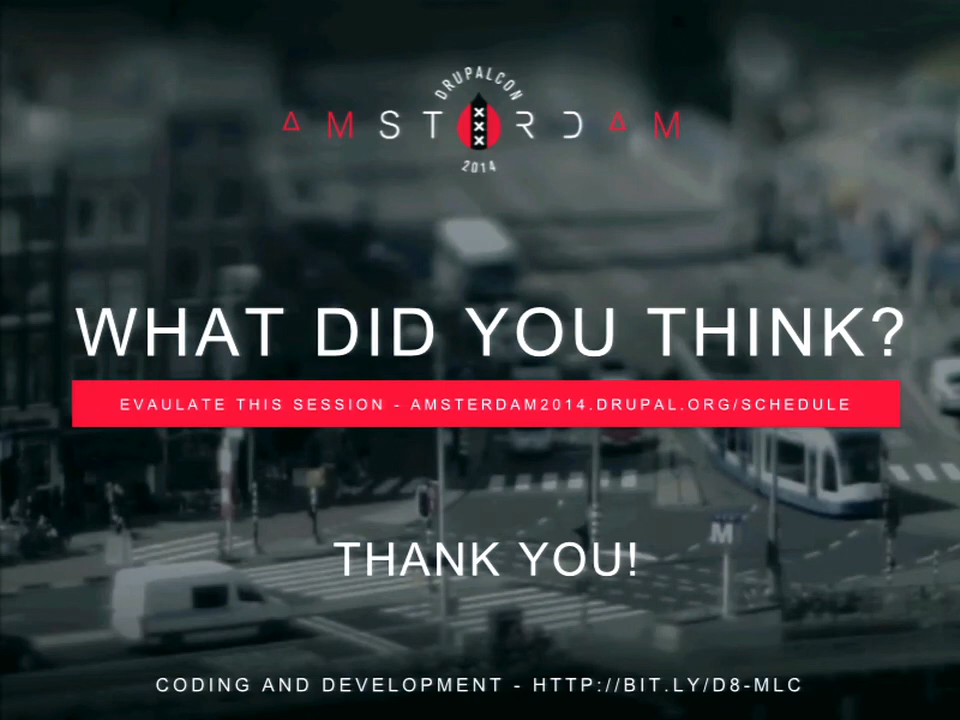 DRUPALCON
AMSTERDAM
2014
WHAT DID YOU THINK?
EVAULATE THIS SESSION - AMSTERDAM2014.DRUPAL.ORG/SCHEDULE
M
THANK YOU!
CODING AND DEVELOPMENT - HTTP://BIT.LY/D8-MLC